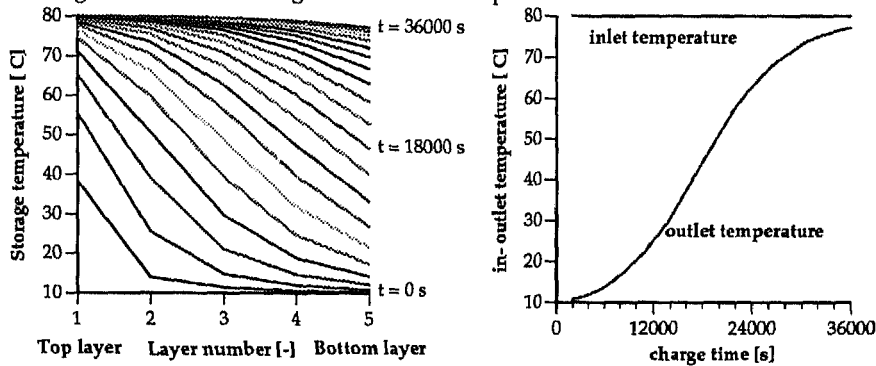 Storage temperature [ C]
80
70
60
50
40
30
20
10
1
2
3
4
5
Top layer
Layer number [-]
Bottom layer
t = 36000 s
t = 18000 s
t = 0 s
in- outlet temperature [ C]
80
70
60
50
40
30
20
10
inlet temperature
outlet temperature
0
12000
24000
36000
charge time [s]